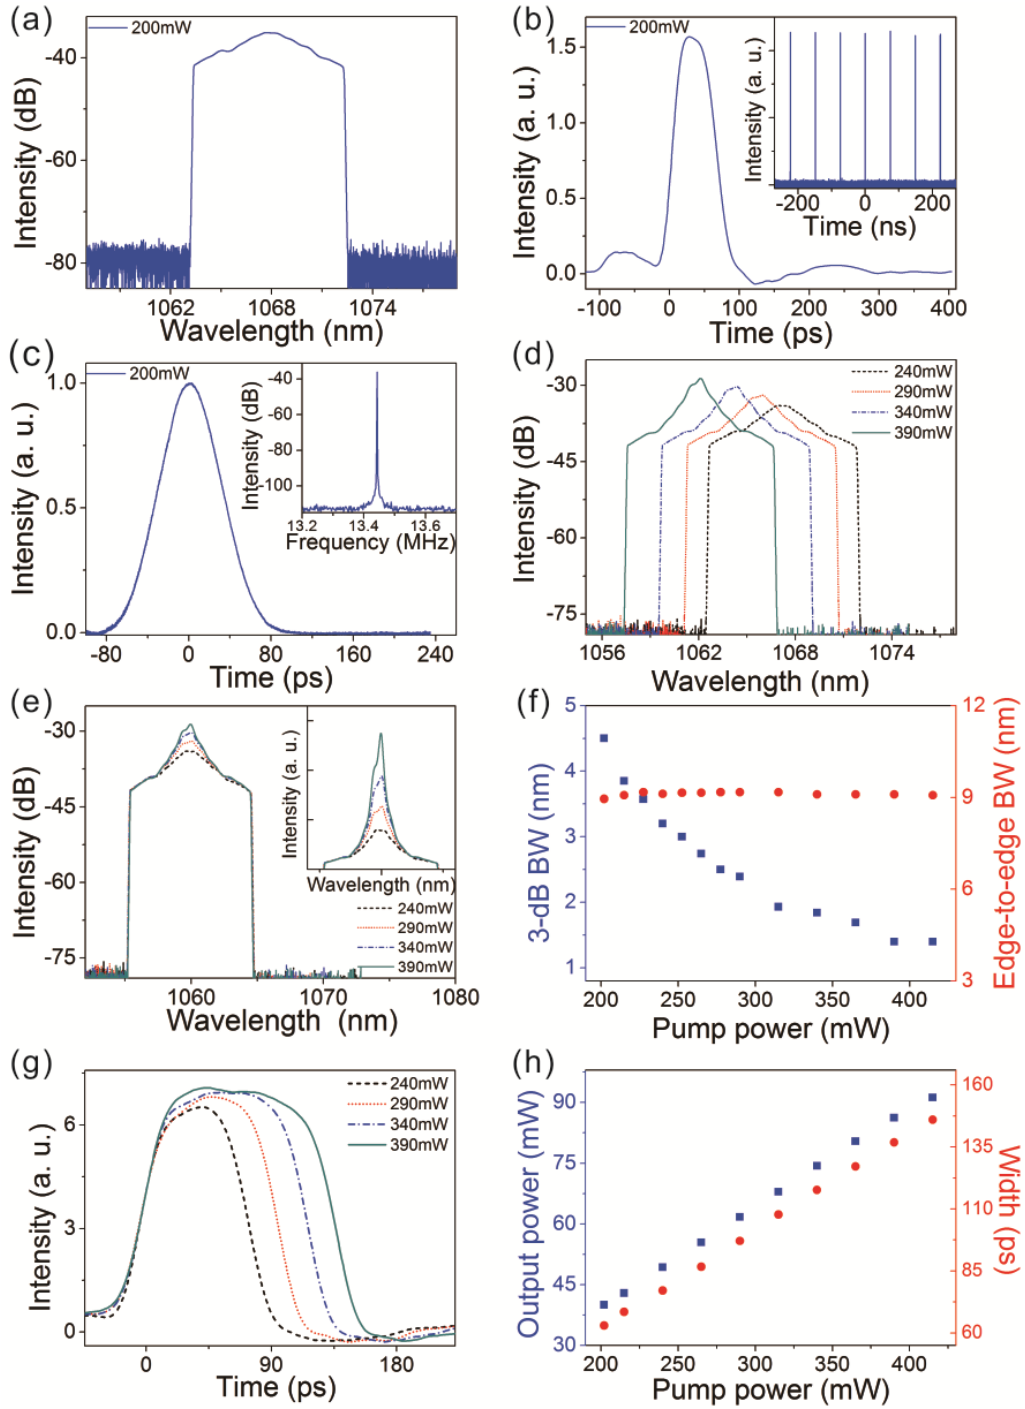 (a)
200mW
Intensity (dB)
-40
-60
-80
1062
1068
1074
Wavelength (nm)
(b)
200mW
Intensity (a. u.)
1.5
1.0
0.5
0.0
-100
0
100
200
300
400
Time (ps)
Intensity (a. u.)
-200
0
200
Time (ns)
(c)
200mW
Intensity (a. u.)
1.0
0.5
0.0
-80
0
80
160
240
Time (ps)
Intensity (dB)
-40
-60
-80
-100
13.2
13.4
13.6
Frequency (MHz)
(d)
240mW
290mW
340mW
390mW
Intensity (dB)
-30
-45
-60
-75
1056
1062
1068
1074
Wavelength (nm)
(e)
Intensity (dB)
-30
-45
-60
-75
1060
1070
1080
Wavelength (nm)
Intensity (a. u.)
Wavelength (nm)
240mW
290mW
340mW
390mW
(f)
3-dB BW (nm)
5
4
3
2
1
200
250
300
350
400
Pump power (mW)
12
9
6
3
Edge-to-edge BW (nm)
(g)
240mW
290mW
340mW
390mW
Intensity (a. u.)
6
3
0
0
90
180
Time (ps)
(h)
Output power (mW)
90
75
60
45
30
200
250
300
350
400
Pump power (mW)
160
135
110
85
60
Width (ps)